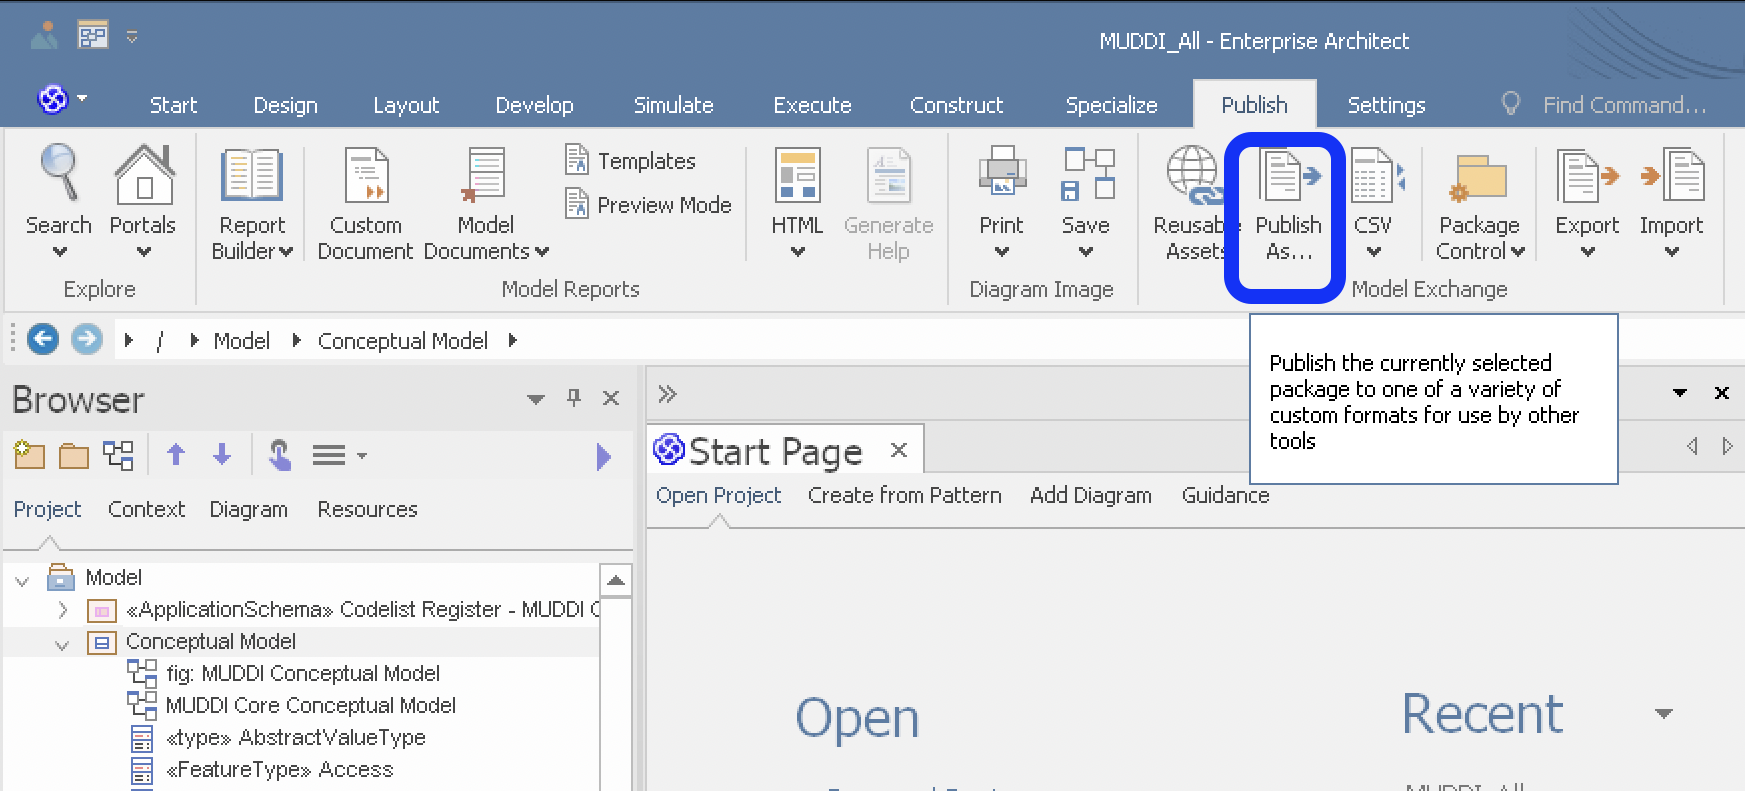 MUDDI_All - Enterprise Architect
Start Design Layout Develop Simulate Execute Construct Specialize Publish Settings Find Command...
Search
Portals
Explore
Report
Builder
Custom
Document
Model
Documents
Templates
Preview Mode
HTML
Generate
Help
Model Reports
Print
Save
Diagram Image
Assets
Publish
As...
CSV
Package
Control
Export
Import
Model Exchange
/ Model Conceptual Model
Publish the currently selected
package to one of a variety of
custom formats for use by other
tools
Browser
Project Context Diagram Resources
Model
«ApplicationSchema» Codelist Register - MUDDI
Conceptual Model
fig: MUDDI Conceptual Model
MUDDI Core Conceptual Model
«type» AbstractValueType
«FeatureType» Access
Start Page
Open Project Create from Pattern Add Diagram Guidance
Open
Recent
MUDDI_All